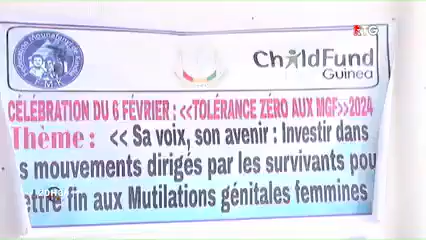 RTG
ChildFund
Guinea
CÉLÉBRATION DU 6 FÉVRIER : <<TOLÉRANCE ZÉRO AUX MGF>>2024
Thème : << Sa voix, son avenir : Investir dans
s mouvements dirigés par les survivants pou
ettre fin aux Mutilations génitales femmines